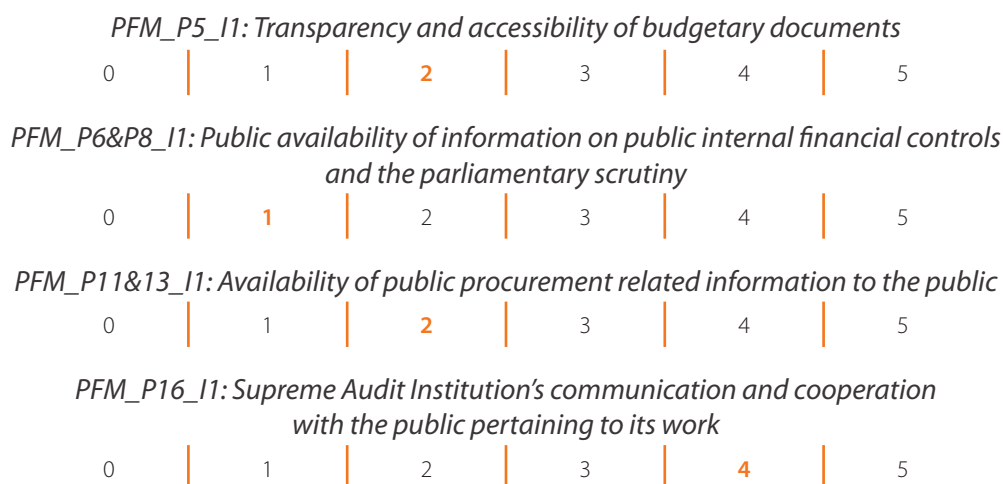 PFM_P5_I1: Transparency and accessibility of budgetary documents
0 1 2 3 4 5
PFM_P6&P8_I1: Public availability of information on public internal financial controls
and the parliamentary scrutiny
0 1 2 3 4 5
PFM_P11&13_I1: Availability of public procurement related information to the public
0 1 2 3 4 5
PFM_P16_I1: Supreme Audit Institution’s communication and cooperation
with the public pertaining to its work
0 1 2 3 4 5